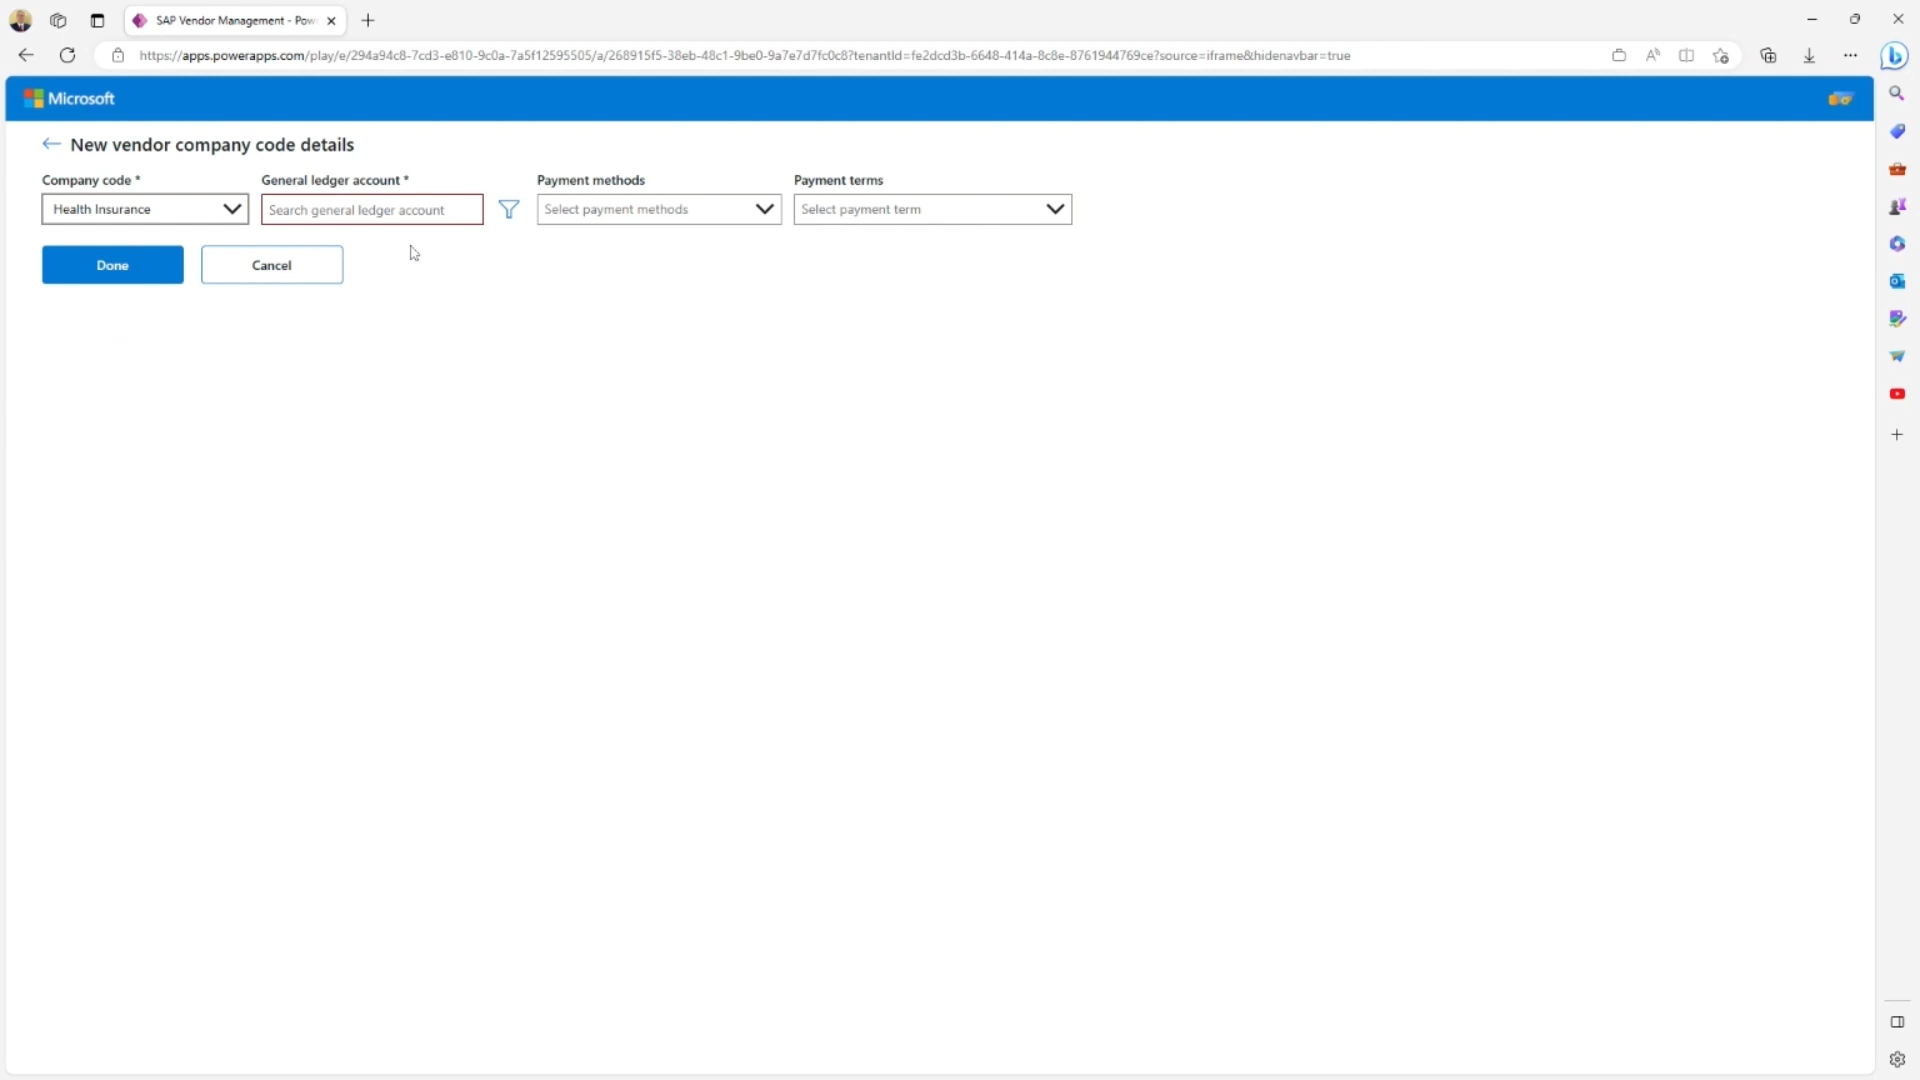 SAP Vendor Management - Pow
https://apps.powerapps.com/play/e/294a94c8-7cd3-e810-9c0a-7a5f12595505/a/268915f5-38eb-48c1-9be0-9a7e7d7fc0c8?tenantId=fe2dcd3b-6648-414a-8c8e-8761944769ce?source=iframe&hidenavbar=true
Microsoft
New vendor company code details
Company code * General ledger account * Payment methods Payment terms
Health Insurance Search general ledger account Select payment methods Select payment term
Done Cancel